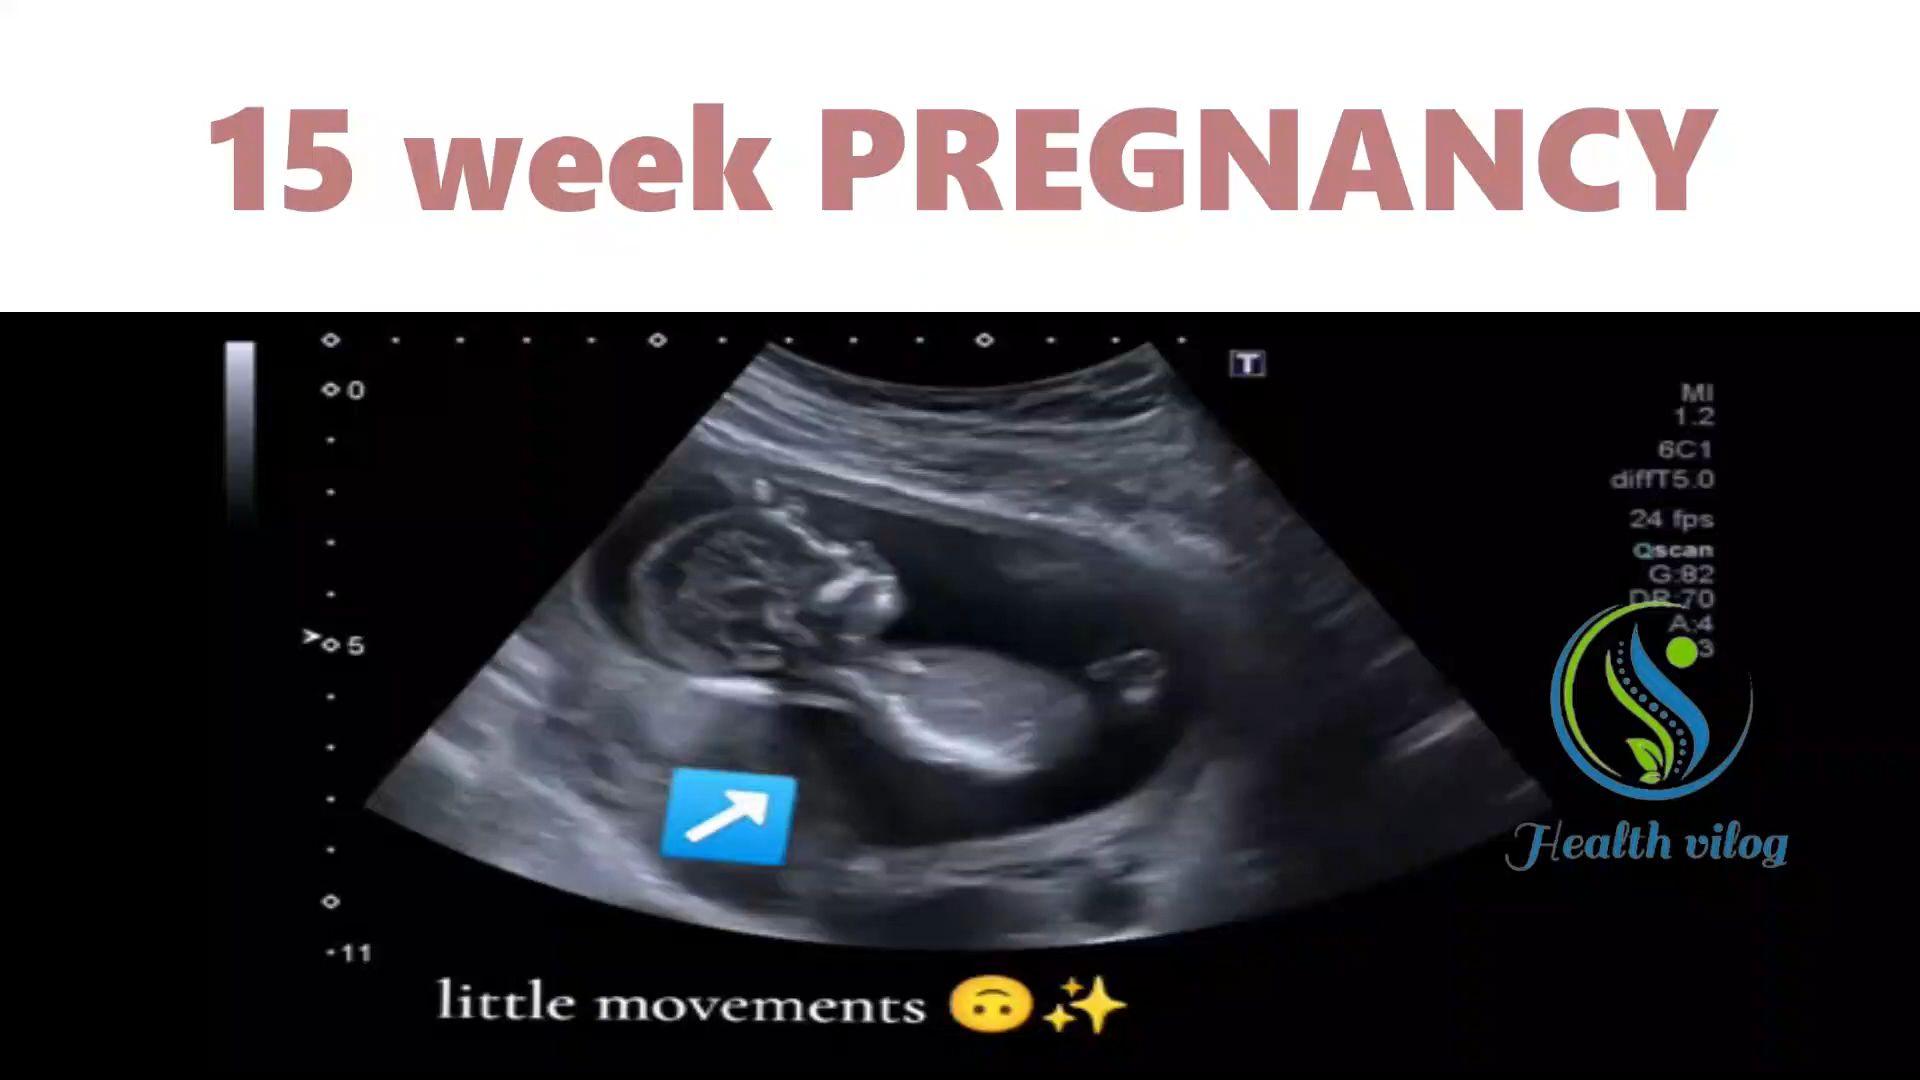 15 week PREGNANCY
T
0
5
11
MI
1.2
6C1
diffT5.0
24 fps
Qscan
G:82
DR:70
A:4
3
Health vilog
little movements 🙃✨